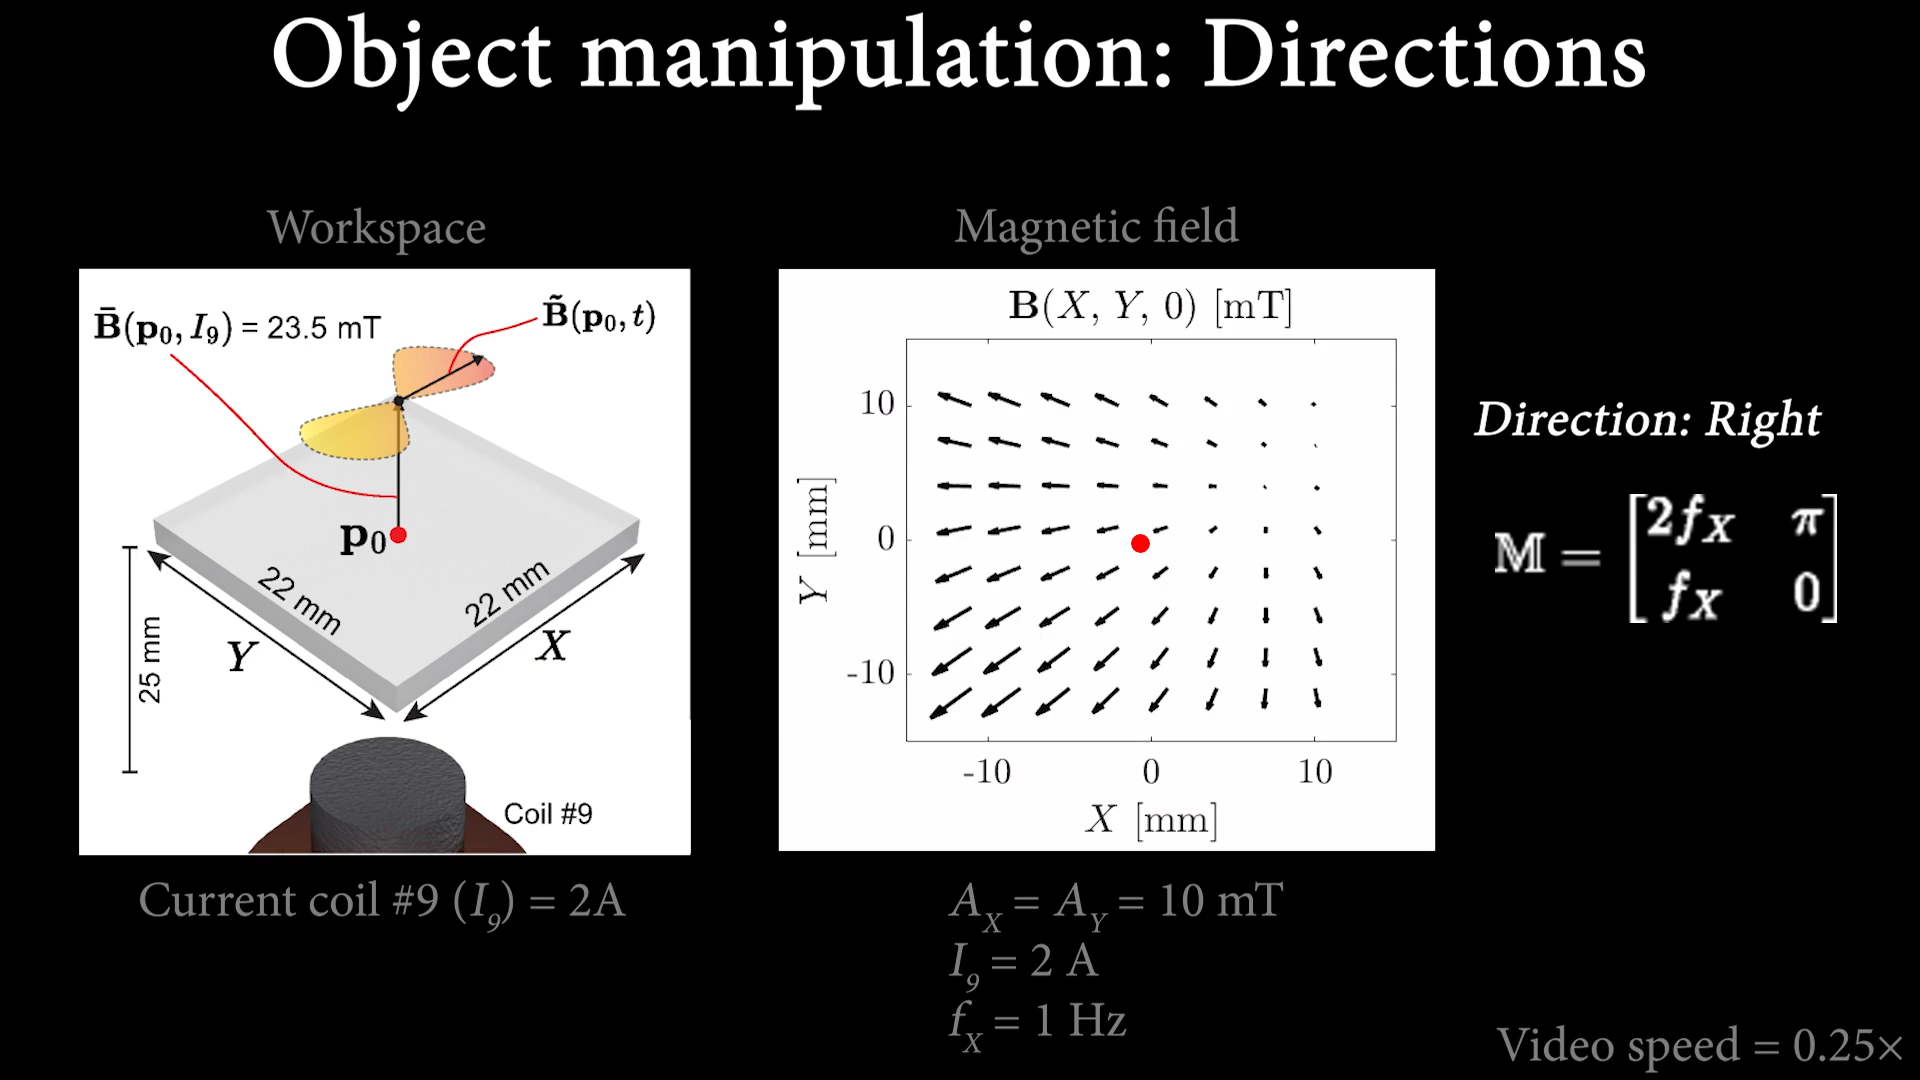 Object manipulation: Directions
Workspace
B̄(p₀, I₉) = 23.5 mT
B̃(p₀, t)
p₀
22 mm
22 mm
Y
X
25 mm
Coil #9
Current coil #9 (I₉) = 2A
Magnetic field
B(X, Y, 0) [mT]
10
0
-10
Y [mm]
-10 0 10
X [mm]
A_X = A_Y = 10 mT
I₉ = 2 A
f_X = 1 Hz
Direction: Right
𝕄 = [2f_X π
f_X 0]
Video speed = 0.25×